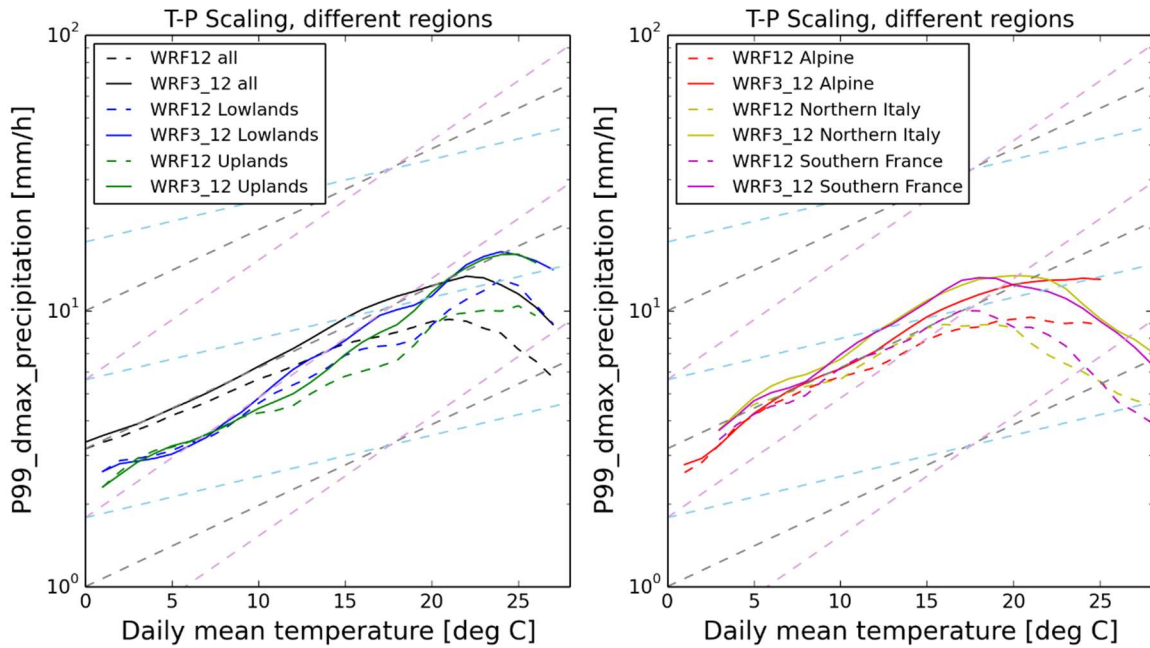 T-P Scaling, different regions
10²
10¹
10⁰
P99_dmax_precipitation [mm/h]
WRF12 all
WRF3_12 all
WRF12 Lowlands
WRF3_12 Lowlands
WRF12 Uplands
WRF3_12 Uplands
0 5 10 15 20 25
Daily mean temperature [deg C]
T-P Scaling, different regions
10²
10¹
10⁰
P99_dmax_precipitation [mm/h]
WRF12 Alpine
WRF3_12 Alpine
WRF12 Northern Italy
WRF3_12 Northern Italy
WRF12 Southern France
WRF3_12 Southern France
0 5 10 15 20 25
Daily mean temperature [deg C]